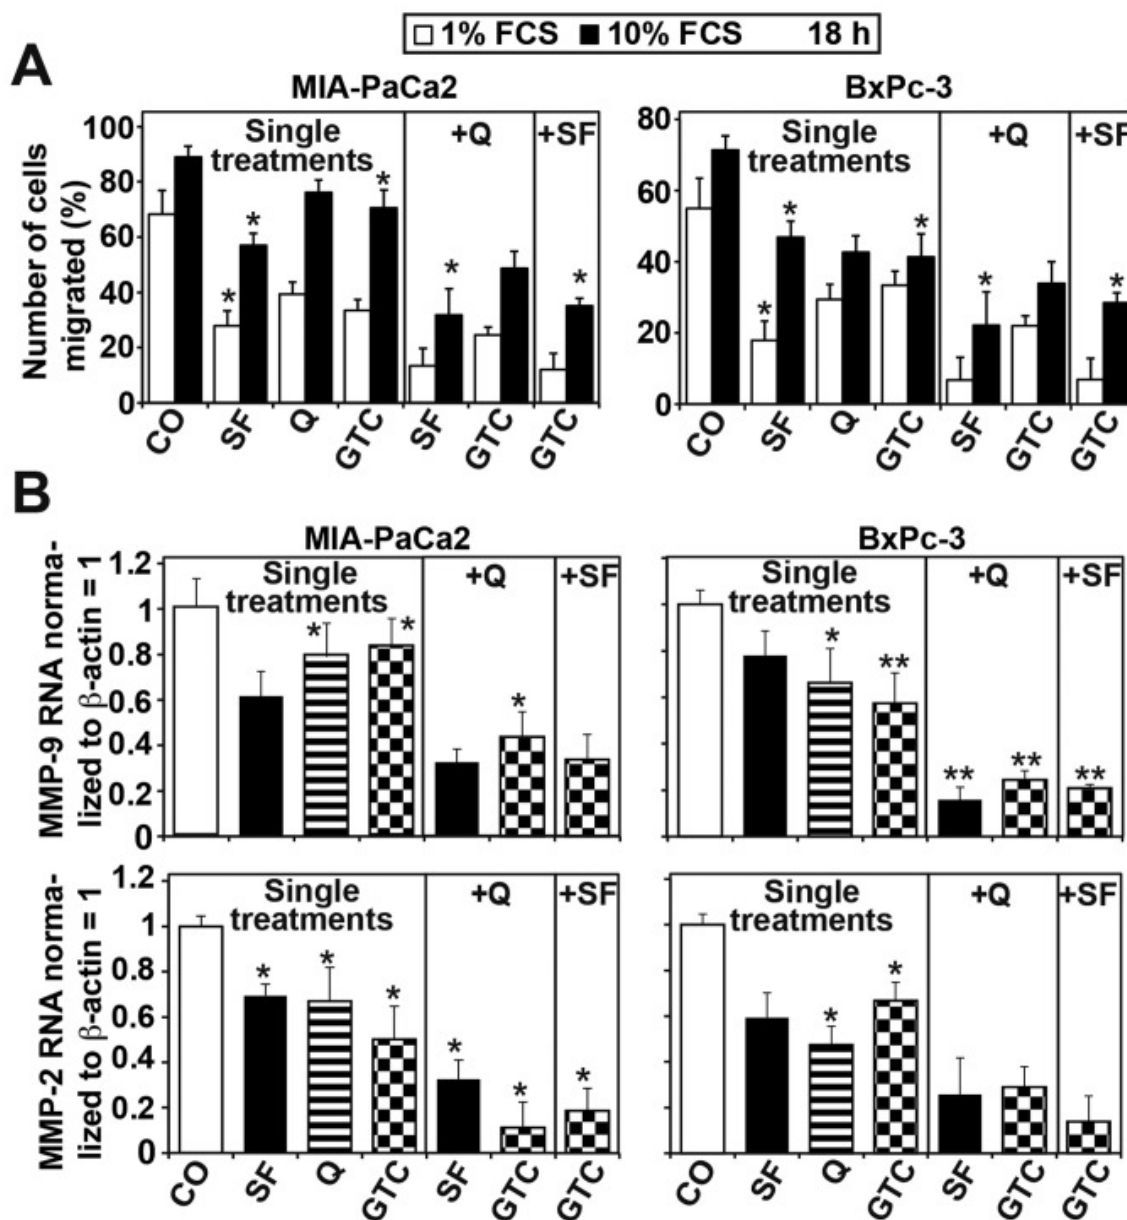 1% FCS 10% FCS 18 h
A
MIA-PaCa2
BxPc-3
Number of cells
migrated (%)
100
80
60
40
20
0
Single
treatments
+Q
+SF
*
*
*
*
*
CO
SF
Q
GTC
SF
GTC
GTC
80
60
40
20
0
Single
treatments
+Q
+SF
*
*
*
*
*
CO
SF
Q
GTC
SF
GTC
GTC
B
MIA-PaCa2
BxPc-3
MMP-9 RNA norma-
lized to β-actin = 1
1.2
1
0.8
0.6
0.4
0.2
0
Single
treatments
+Q
+SF
*
*
*
Single
treatments
+Q
+SF
*
**
**
**
**
MMP-2 RNA norma-
lized to β-actin = 1
1.2
1
0.8
0.6
0.4
0.2
0
Single
treatments
+Q
+SF
*
*
*
*
*
*
CO
SF
Q
GTC
SF
GTC
GTC
Single
treatments
+Q
+SF
*
*
CO
SF
Q
GTC
SF
GTC
GTC